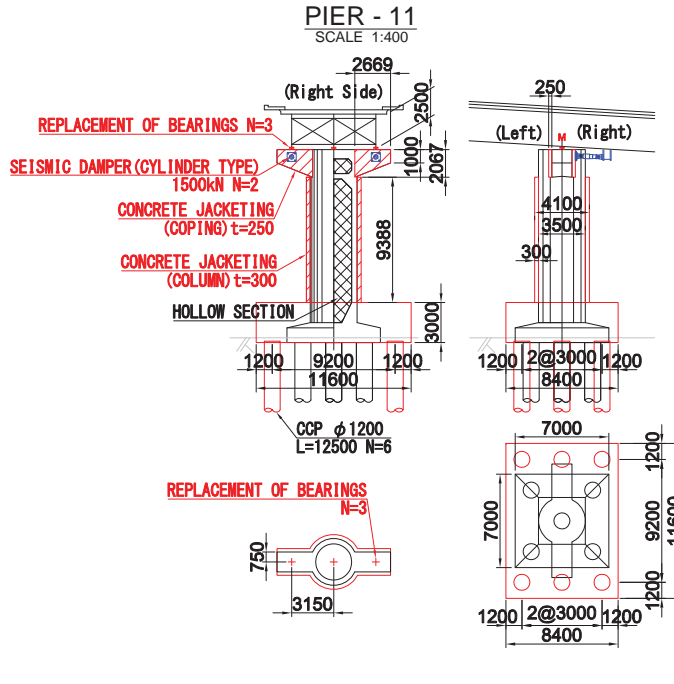 PIER - 11
SCALE 1:400
2669
(Right Side)
2500
REPLACEMENT OF BEARINGS N=3
SEISMIC DAMPER(CYLINDER TYPE)
1500kN N=2
1000
2067
CONCRETE JACKETING
(COPING)t=250
9388
CONCRETE JACKETING
(COLUMN)t=300
HOLLOW SECTION
3000
1200
9200
1200
11600
CCP φ1200
L=12500 N=6
250
(Left)
M
(Right)
4100
3500
300
1200
2@3000
1200
8400
REPLACEMENT OF BEARINGS
N=3
750
3150
7000
7000
1200
9200
11600
1200
1200
2@3000
1200
8400